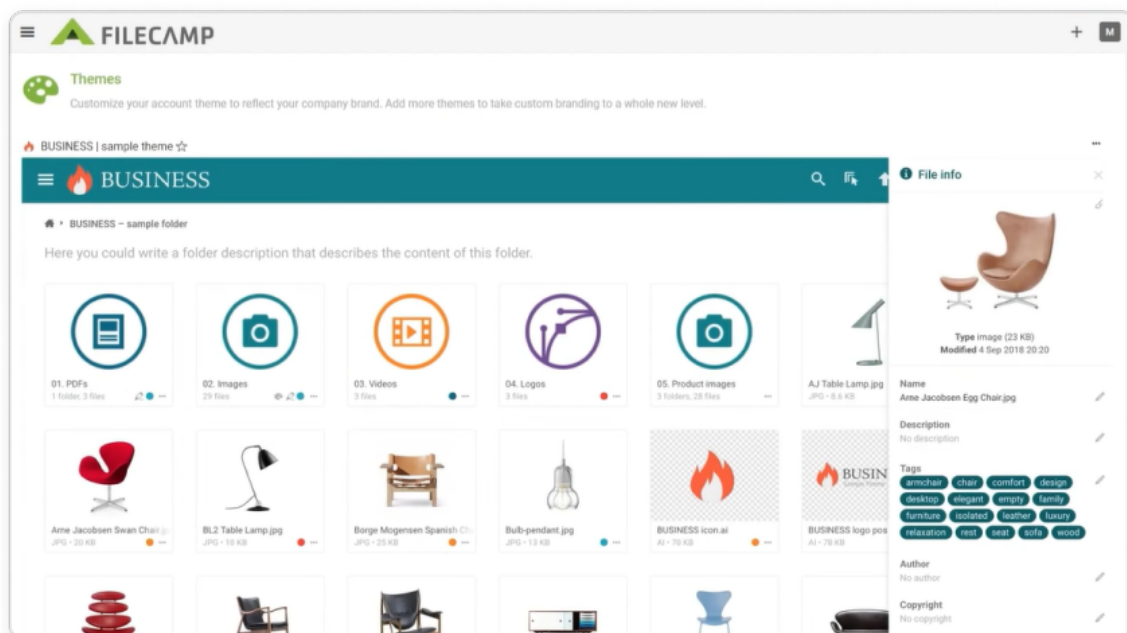 FILECAMP
M
Themes
Customize your account theme to reflect your company brand. Add more themes to take custom branding to a whole new level.
BUSINESS | sample theme
BUSINESS
File info
BUSINESS – sample folder
Here you could write a folder description that describes the content of this folder.
Type image (23 KB)
Modified 4 Sep 2018 20:20
01. PDFs
1 folder, 3 files
02. Images
29 files
03. Videos
3 files
04. Logos
3 files
05. Product images
3 folders, 28 files
AJ Table Lamp.jpg
JPG • 8.6 KB
Name
Arne Jacobsen Egg Chair.jpg
Description
No description
Tags
armchair chair comfort design
desktop elegant empty family
furniture isolated leather luxury
relaxation rest seat sofa wood
BUSIN
Arne Jacobsen Swan Chair.jp
JPG • 20 KB
BL2 Table Lamp.jpg
JPG • 10 KB
Borge Mogensen Spanish C
JPG • 25 KB
Bulb-pendant.jpg
JPG • 13 KB
BUSINESS icon.ai
AI • 76 KB
BUSINESS logo pos
AI • 78 KB
Author
No author
Copyright
No copyright